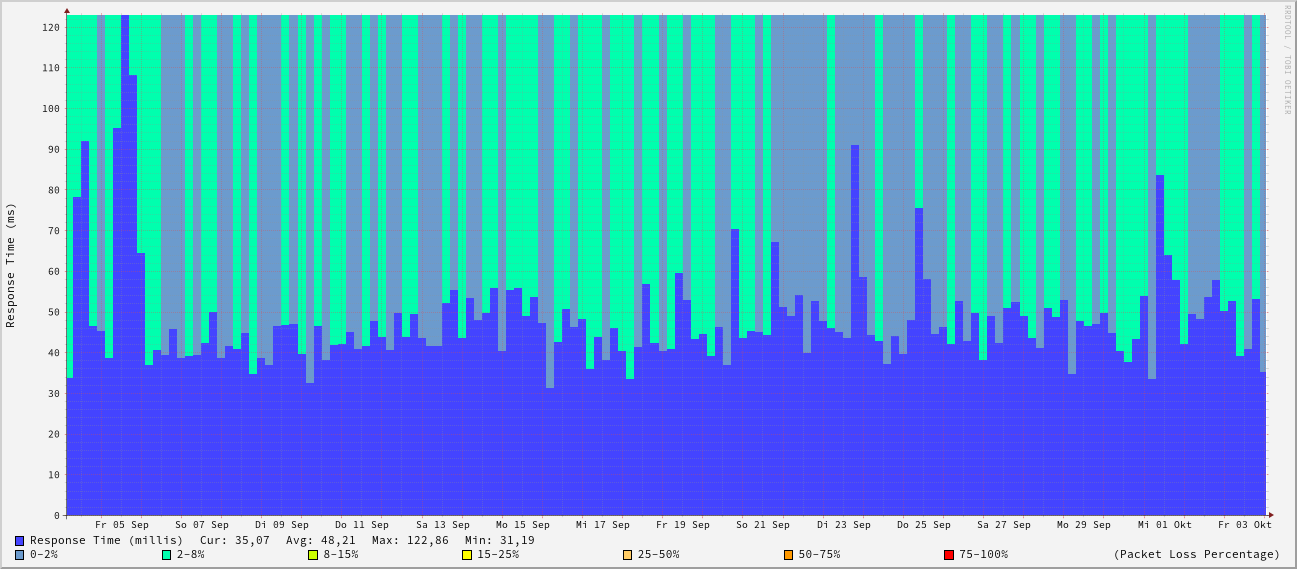 RRDTOOL / TOBI OETIKER
Response Time (ms)
120
110
100
90
80
70
60
50
40
30
20
10
0
Fr 05 Sep So 07 Sep Di 09 Sep Do 11 Sep Sa 13 Sep Mo 15 Sep Mi 17 Sep Fr 19 Sep So 21 Sep Di 23 Sep Do 25 Sep Sa 27 Sep Mo 29 Sep Mi 01 Okt Fr 03 Okt
Response Time (millis) Cur: 35,07 Avg: 48,21 Max: 122,86 Min: 31,19
0-2% 2-8% 8-15% 15-25% 25-50% 50-75% 75-100% (Packet Loss Percentage)